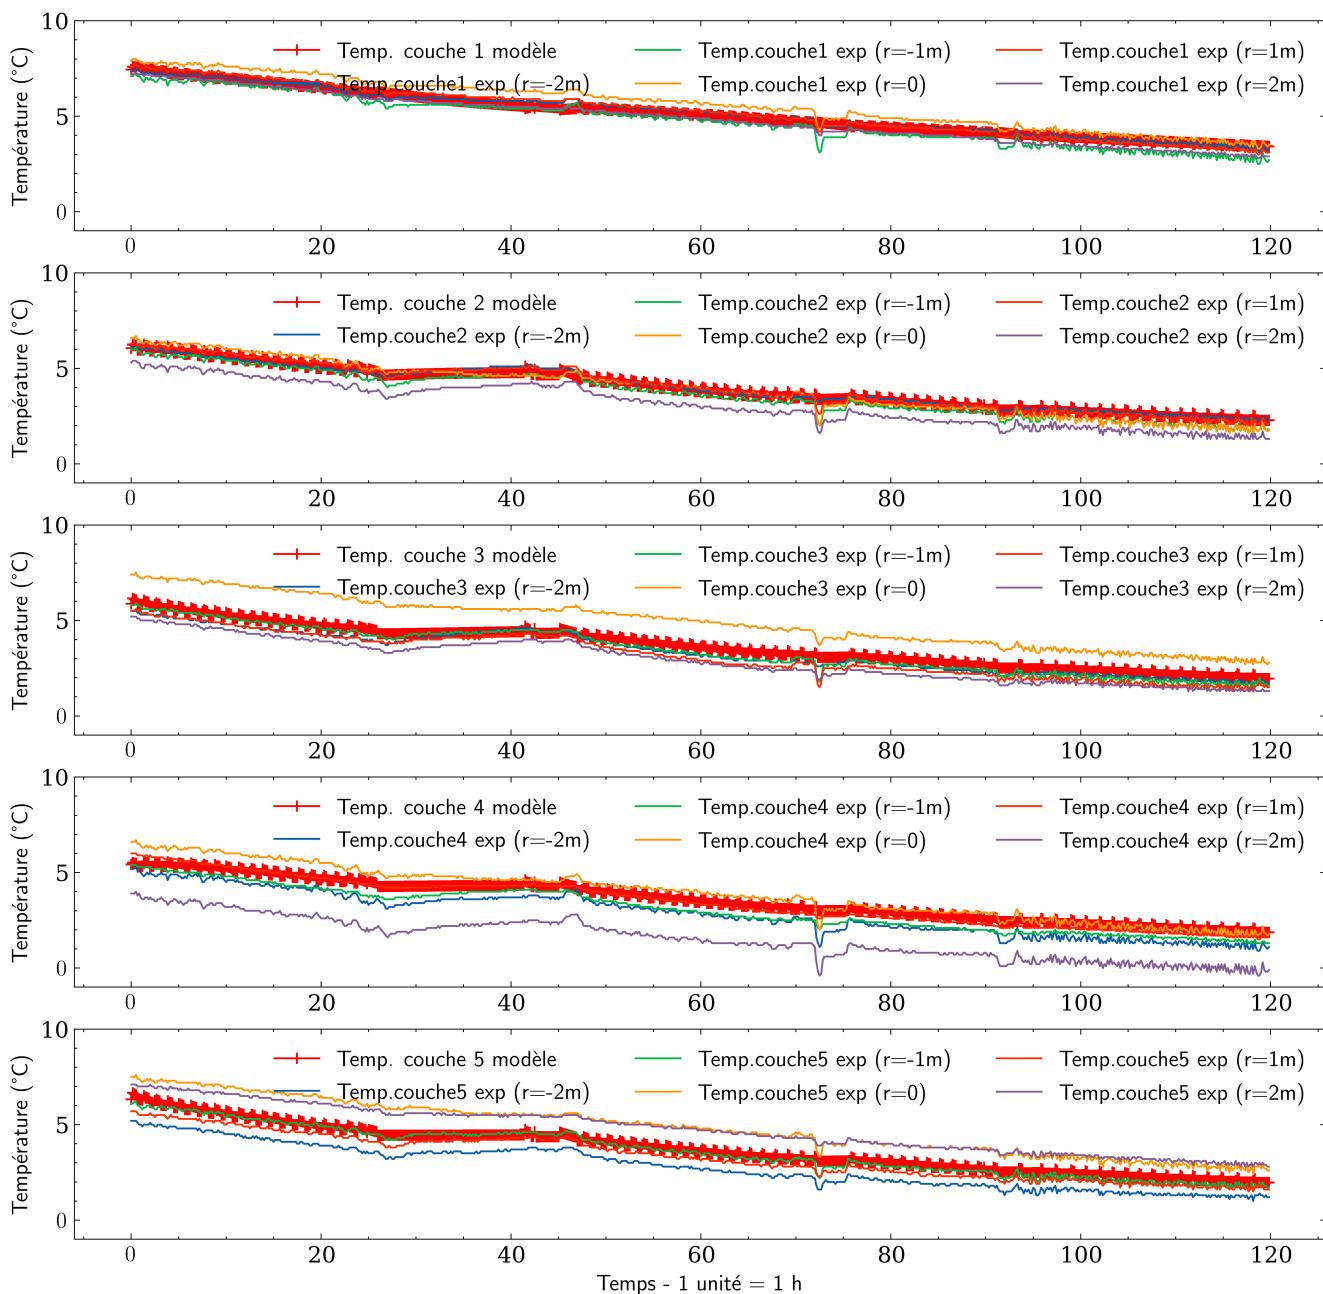 10
Temp. couche 1 modèle Temp.couche1 exp (r=-1m) Temp.couche1 exp (r=1m)
Temp.couche1 exp (r=-2m) Temp.couche1 exp (r=0) Temp.couche1 exp (r=2m)
Température (°C)
5
0
0 20 40 60 80 100 120
10
Temp. couche 2 modèle Temp.couche2 exp (r=-1m) Temp.couche2 exp (r=1m)
Temp.couche2 exp (r=-2m) Temp.couche2 exp (r=0) Temp.couche2 exp (r=2m)
Température (°C)
5
0
0 20 40 60 80 100 120
10
Temp. couche 3 modèle Temp.couche3 exp (r=-1m) Temp.couche3 exp (r=1m)
Temp.couche3 exp (r=-2m) Temp.couche3 exp (r=0) Temp.couche3 exp (r=2m)
Température (°C)
5
0
0 20 40 60 80 100 120
10
Temp. couche 4 modèle Temp.couche4 exp (r=-1m) Temp.couche4 exp (r=1m)
Temp.couche4 exp (r=-2m) Temp.couche4 exp (r=0) Temp.couche4 exp (r=2m)
Température (°C)
5
0
0 20 40 60 80 100 120
10
Temp. couche 5 modèle Temp.couche5 exp (r=-1m) Temp.couche5 exp (r=1m)
Temp.couche5 exp (r=-2m) Temp.couche5 exp (r=0) Temp.couche5 exp (r=2m)
Température (°C)
5
0
0 20 40 60 80 100 120
Temps - 1 unité = 1 h